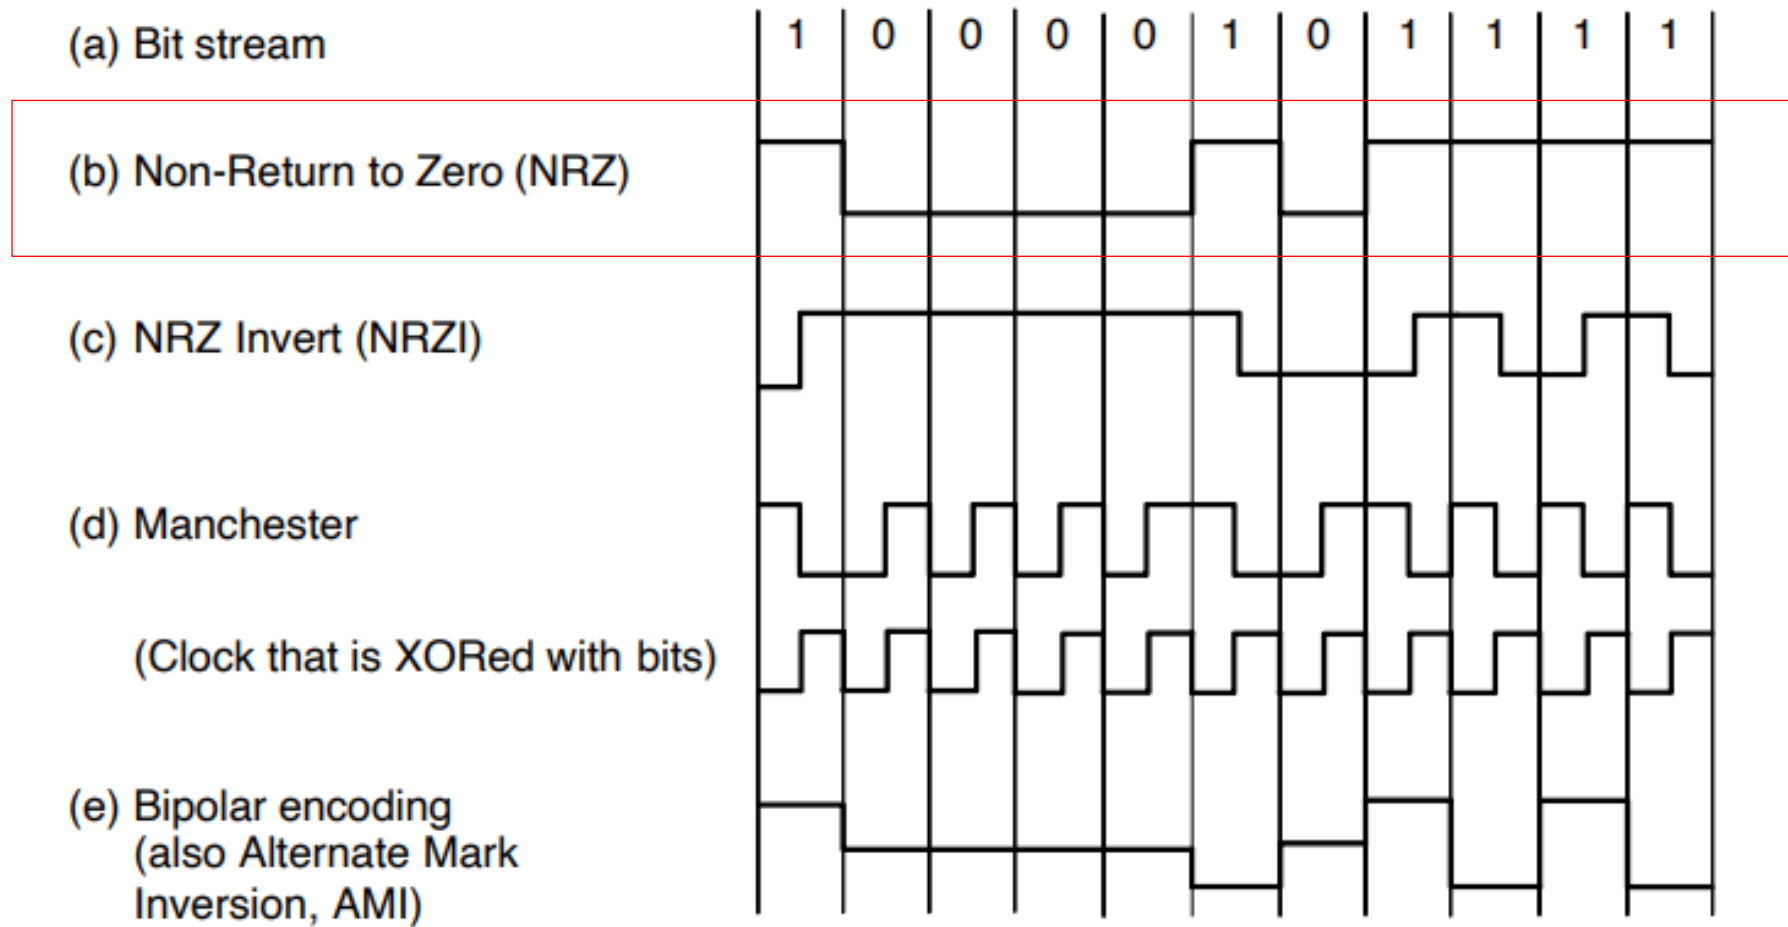 (a) Bit stream 1 0 0 0 0 1 0 1 1 1 1
(b) Non-Return to Zero (NRZ)
(c) NRZ Invert (NRZI)
(d) Manchester
(Clock that is XORed with bits)
(e) Bipolar encoding
(also Alternate Mark
Inversion, AMI)